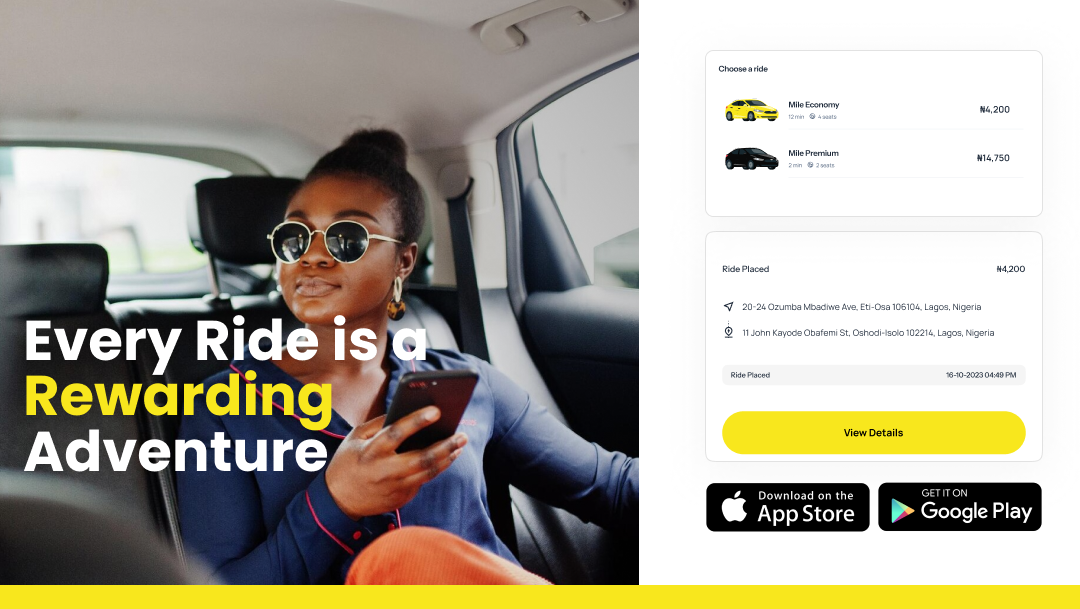 Every Ride is a
Rewarding
Adventure
Choose a ride
Mile Economy
12 min 4 seats
₦4,200
Mile Premium
2 min 2 seats
₦14,750
Ride Placed ₦4,200
20-24 Ozumba Mbadiwe Ave, Eti-Osa 106104, Lagos, Nigeria
11 John Kayode Obafemi St, Oshodi-Isolo 102214, Lagos, Nigeria
Ride Placed 16-10-2023 04:49 PM
View Details
Download on the
App Store
GET IT ON
Google Play